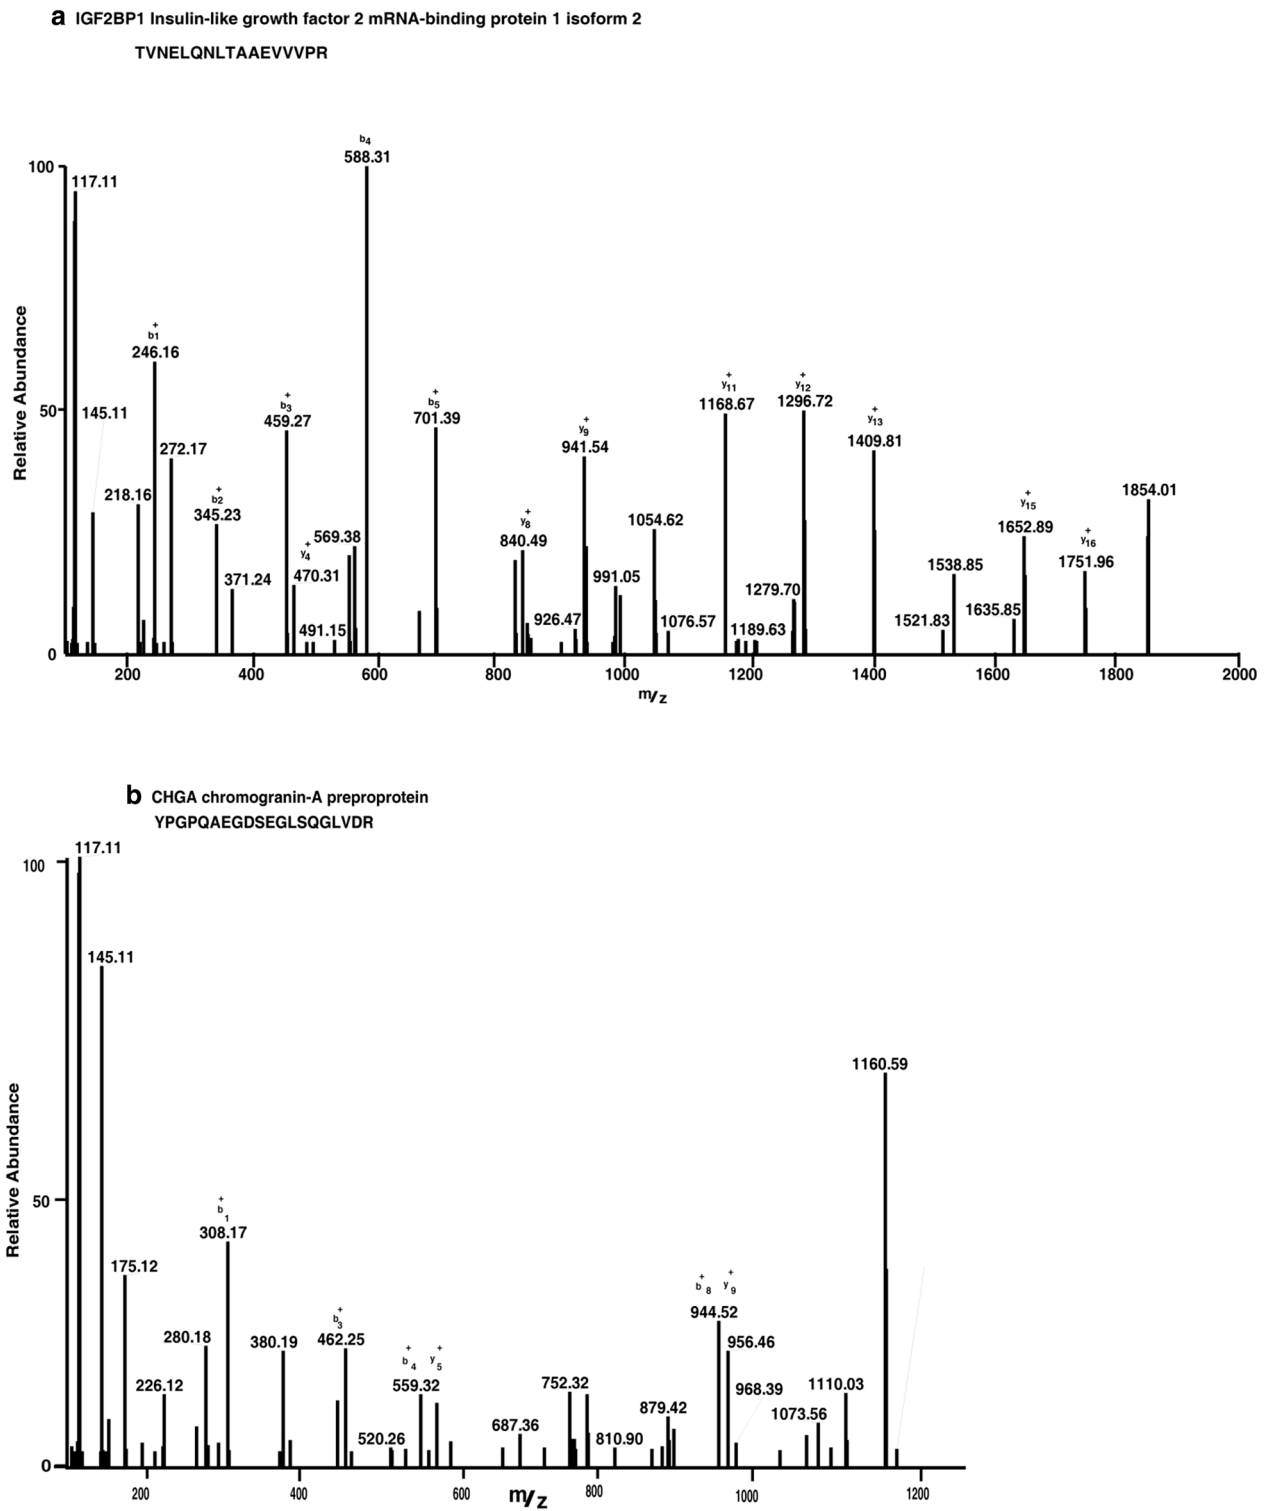 a IGF2BP1 Insulin-like growth factor 2 mRNA-binding protein 1 isoform 2
TVNELQNLTAAEVVVPR
Relative Abundance
100
50
0
117.11
145.11
218.16
b1+
246.16
272.17
b2+
345.23
371.24
b3+
459.27
y4+
470.31
491.15
569.38
b4
588.31
b5+
701.39
y8+
840.49
926.47
y9+
941.54
991.05
1054.62
1076.57
y11+
1168.67
1189.63
1279.70
y12+
1296.72
y13+
1409.81
1521.83
1538.85
1635.85
y15+
1652.89
y16+
1751.96
1854.01
200 400 600 800 1000 1200 1400 1600 1800 2000
m/z
b CHGA chromogranin-A preproprotein
YPGPQAEGDSEGLSQGLVDR
Relative Abundance
100
50
0
117.11
145.11
175.12
226.12
280.18
b1+
308.17
380.19
b3+
462.25
520.26
b4+ y5+
559.32
687.36
752.32
810.90
879.42
b8+ y9+
944.52
956.46
968.39
1073.56
1110.03
1160.59
200 400 600 800 1000 1200
m/z